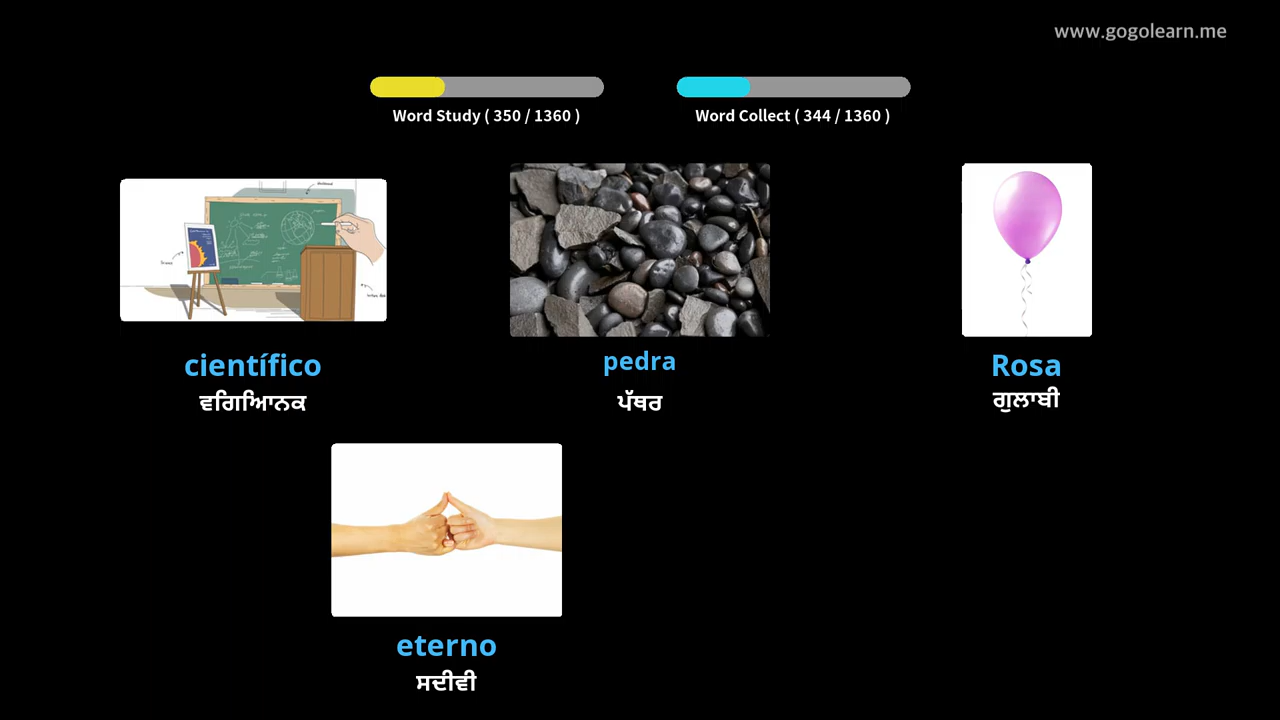 www.gogolearn.me
Word Study ( 350 / 1360 )
Word Collect ( 344 / 1360 )
científico
ਵਗਿਆਿਨਕ
pedra
ਪੱਥਰ
Rosa
ਗੁਲਾਬੀ
eterno
ਸਦੀਵੀ